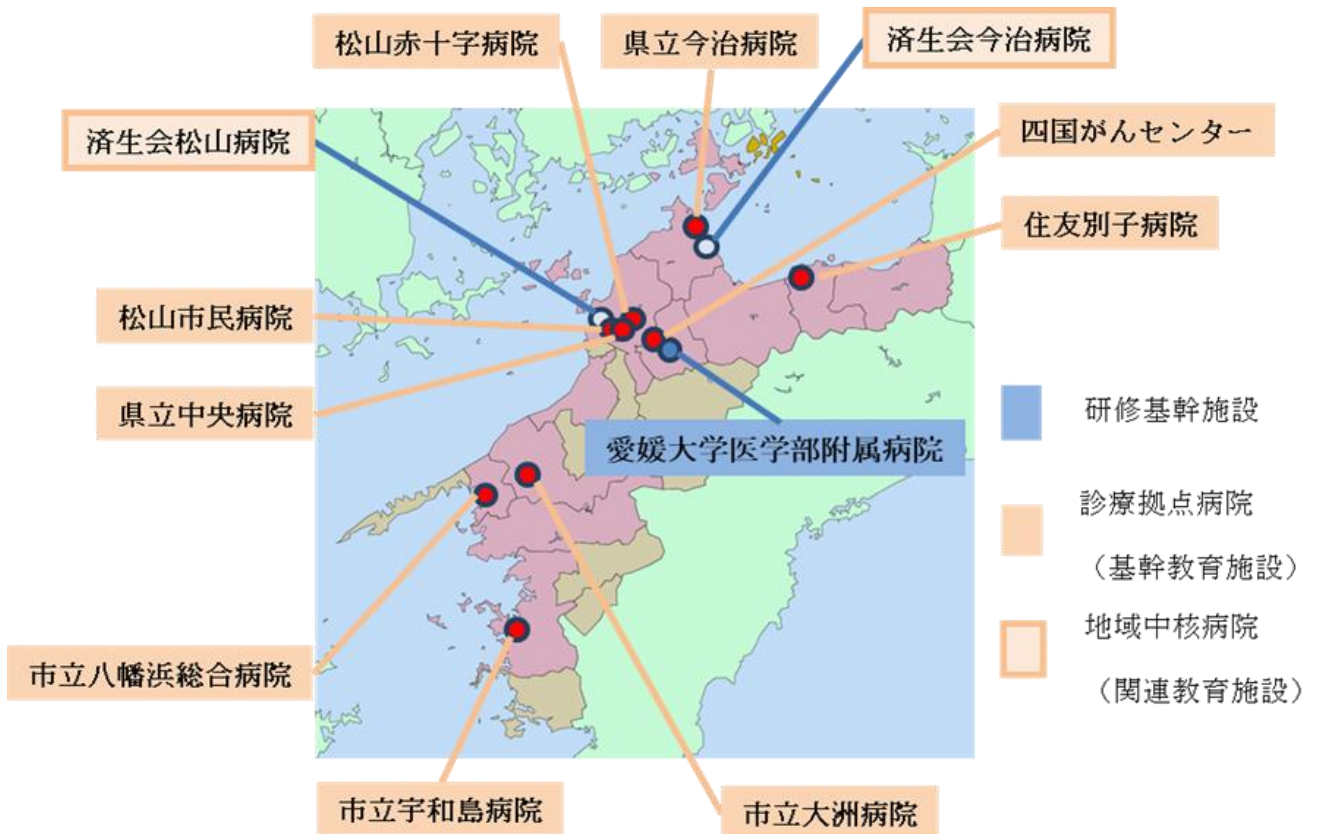 松山赤十字病院
県立今治病院
済生会今治病院
済生会松山病院
四国がんセンター
住友別子病院
松山市民病院
県立中央病院
愛媛大学医学部附属病院
研修基幹施設
診療拠点病院
（基幹教育施設）
地域中核病院
（関連教育施設）
市立八幡浜総合病院
市立宇和島病院
市立大洲病院